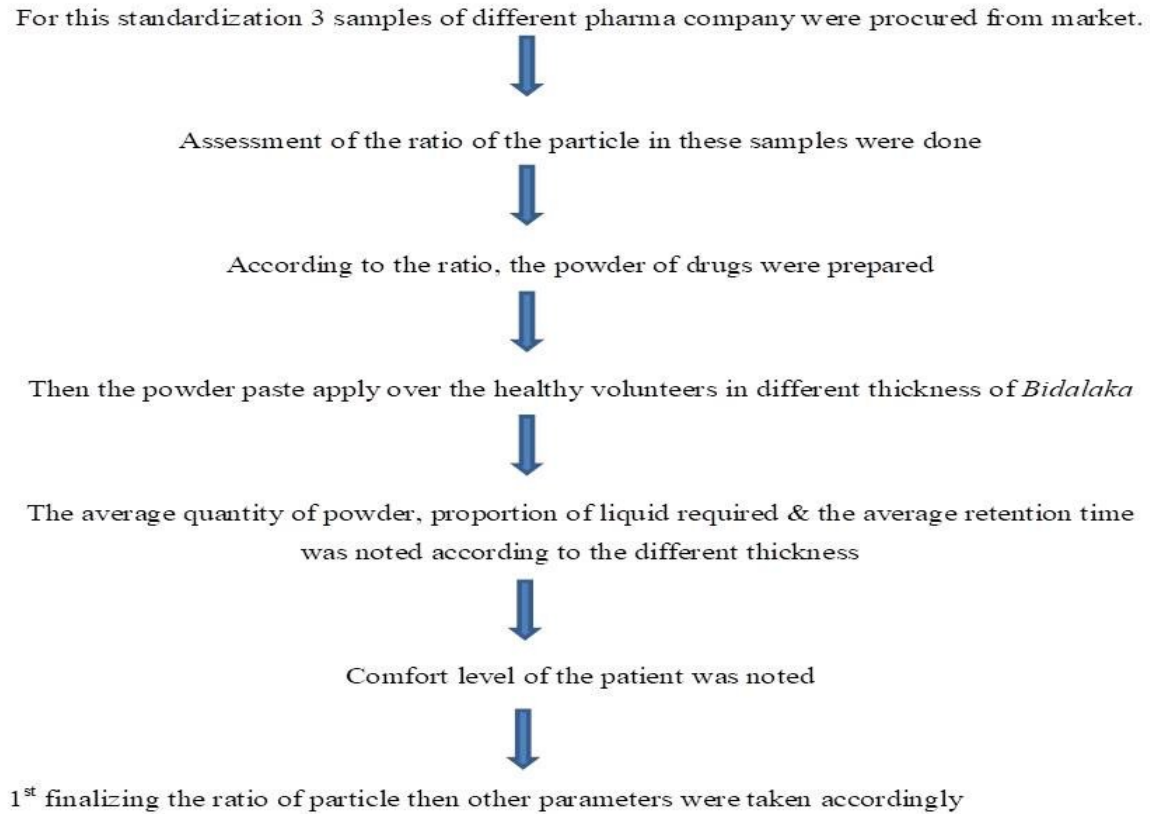 For this standardization 3 samples of different pharma company were procured from market.
Assessment of the ratio of the particle in these samples were done
According to the ratio, the powder of drugs were prepared
Then the powder paste apply over the healthy volunteers in different thickness of Bidalaka
The average quantity of powder, proportion of liquid required & the average retention time
was noted according to the different thickness
Comfort level of the patient was noted
1st finalizing the ratio of particle then other parameters were taken accordingly